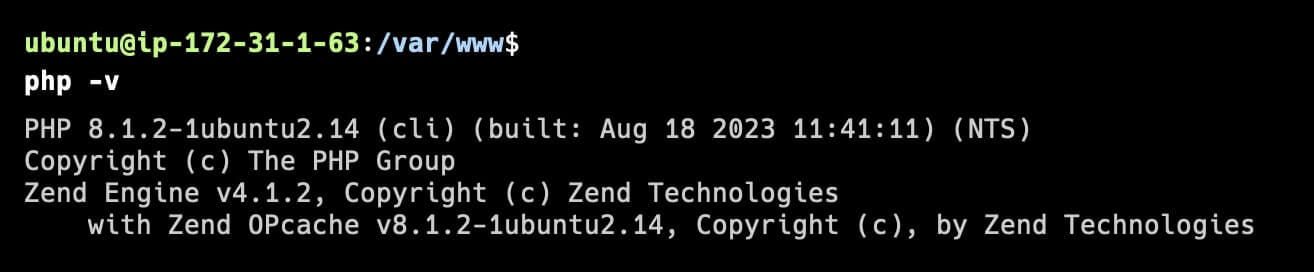 ubuntu@ip-172-31-1-63:/var/www$
php -v
PHP 8.1.2-1ubuntu2.14 (cli) (built: Aug 18 2023 11:41:11) (NTS)
Copyright (c) The PHP Group
Zend Engine v4.1.2, Copyright (c) Zend Technologies
    with Zend OPcache v8.1.2-1ubuntu2.14, Copyright (c), by Zend Technologies